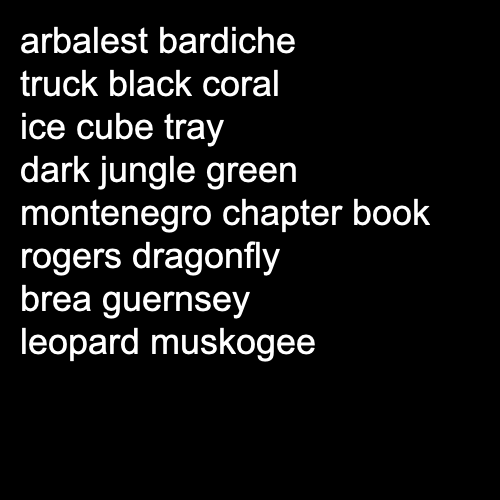 arbalest bardiche
truck black coral
ice cube tray
dark jungle green
montenegro chapter book
rogers dragonfly
brea guernsey
leopard muskogee